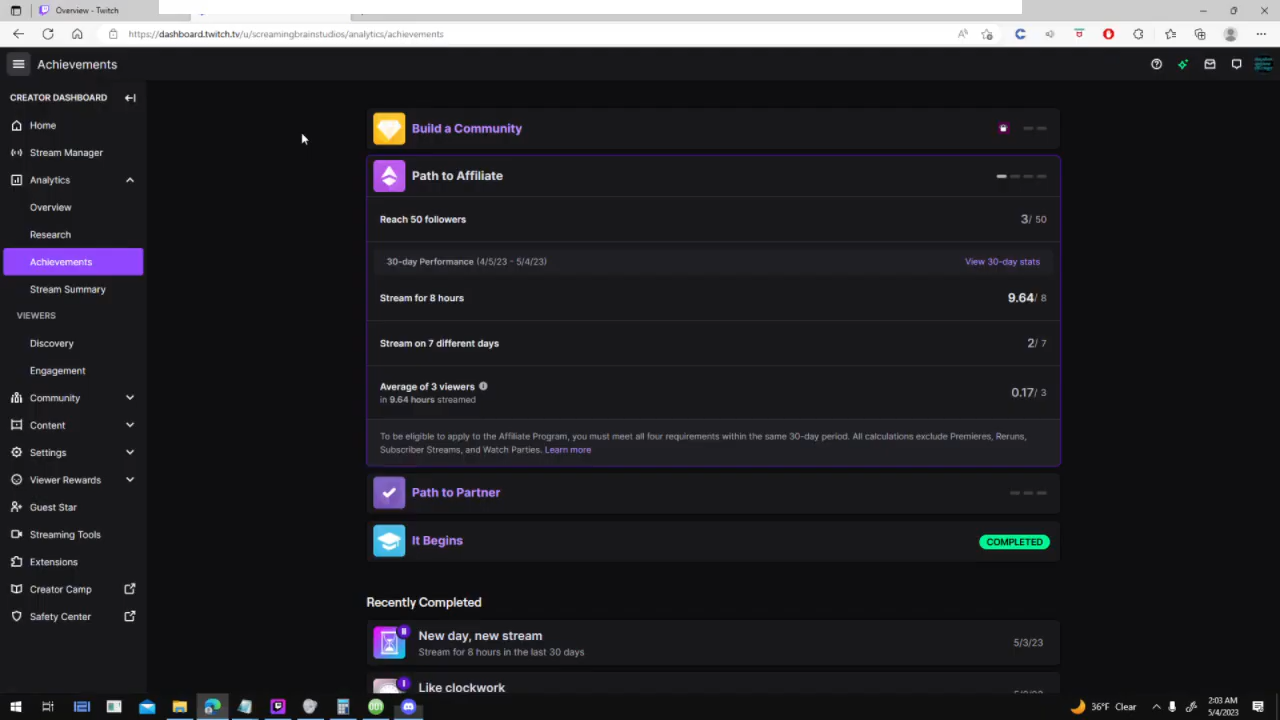 Overview - Twitch
https://dashboard.twitch.tv/u/screamingbrainstudios/analytics/achievements
Achievements
CREATOR DASHBOARD
Home
Stream Manager
Analytics
Overview
Research
Achievements
Stream Summary
VIEWERS
Discovery
Engagement
Community
Content
Settings
Viewer Rewards
Guest Star
Streaming Tools
Extensions
Creator Camp
Safety Center
Build a Community
Path to Affiliate
Reach 50 followers 3/ 50
30-day Performance (4/5/23 - 5/4/23) View 30-day stats
Stream for 8 hours 9.64/ 8
Stream on 7 different days 2/ 7
Average of 3 viewers 0.17/ 3
in 9.64 hours streamed
To be eligible to apply to the Affiliate Program, you must meet all four requirements within the same 30-day period. All calculations exclude Premieres, Reruns,
Subscriber Streams, and Watch Parties. Learn more
Path to Partner
It Begins COMPLETED
Recently Completed
New day, new stream 5/3/23
Stream for 8 hours in the last 30 days
Like clockwork
36°F Clear
2:03 AM
5/4/2023